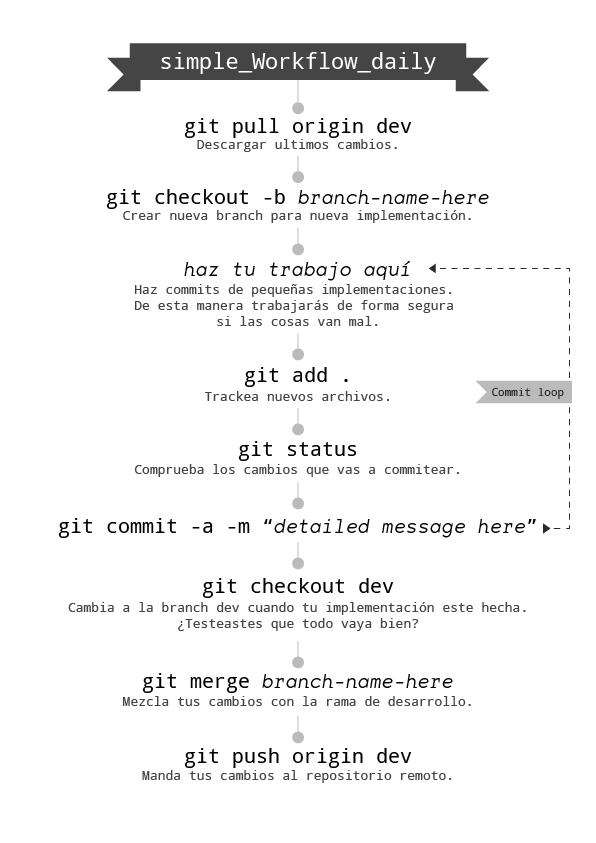 simple_Workflow_daily
git pull origin dev
Descargar ultimos cambios.
git checkout -b branch-name-here
Crear nueva branch para nueva implementación.
haz tu trabajo aquí
Haz commits de pequeñas implementaciones.
De esta manera trabajarás de forma segura
si las cosas van mal.
git add .
Trackea nuevos archivos.
Commit loop
git status
Comprueba los cambios que vas a commitear.
git commit -a -m “detailed message here”
git checkout dev
Cambia a la branch dev cuando tu implementación este hecha.
¿Testeastes que todo vaya bien?
git merge branch-name-here
Mezcla tus cambios con la rama de desarrollo.
git push origin dev
Manda tus cambios al repositorio remoto.